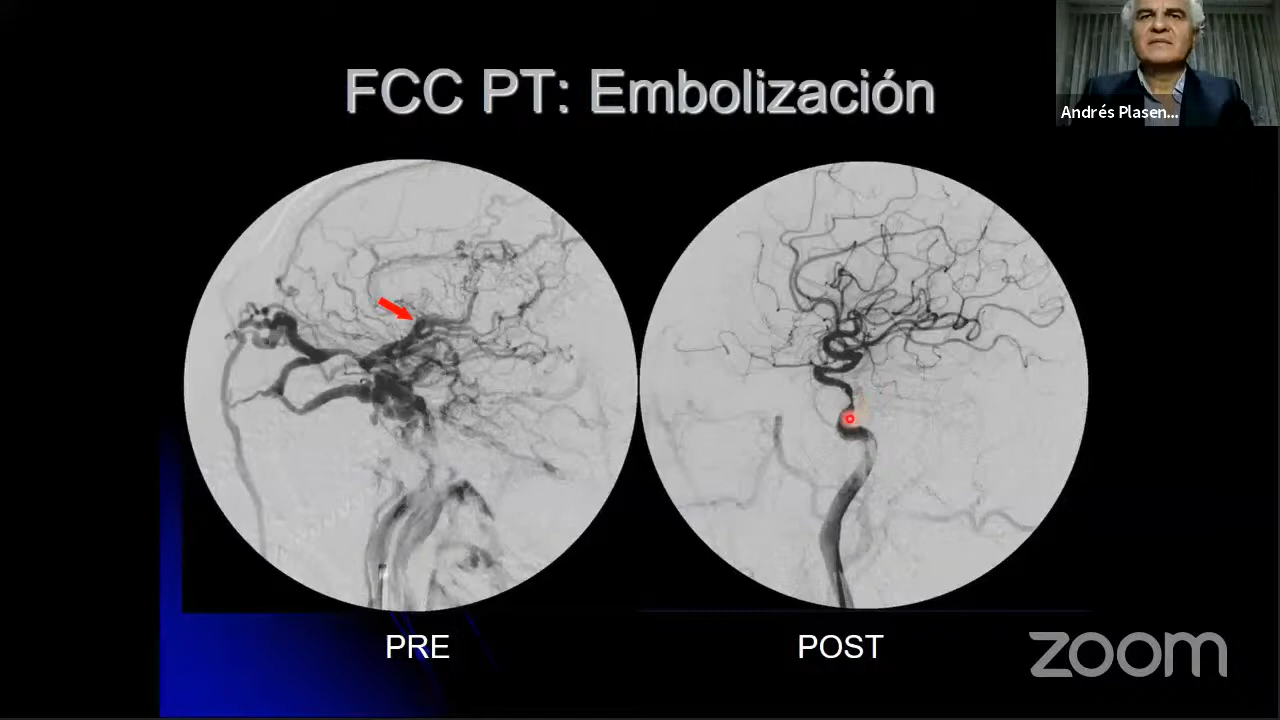 FCC PT: Embolización
Andrés Plasen...
PRE
POST
zoom